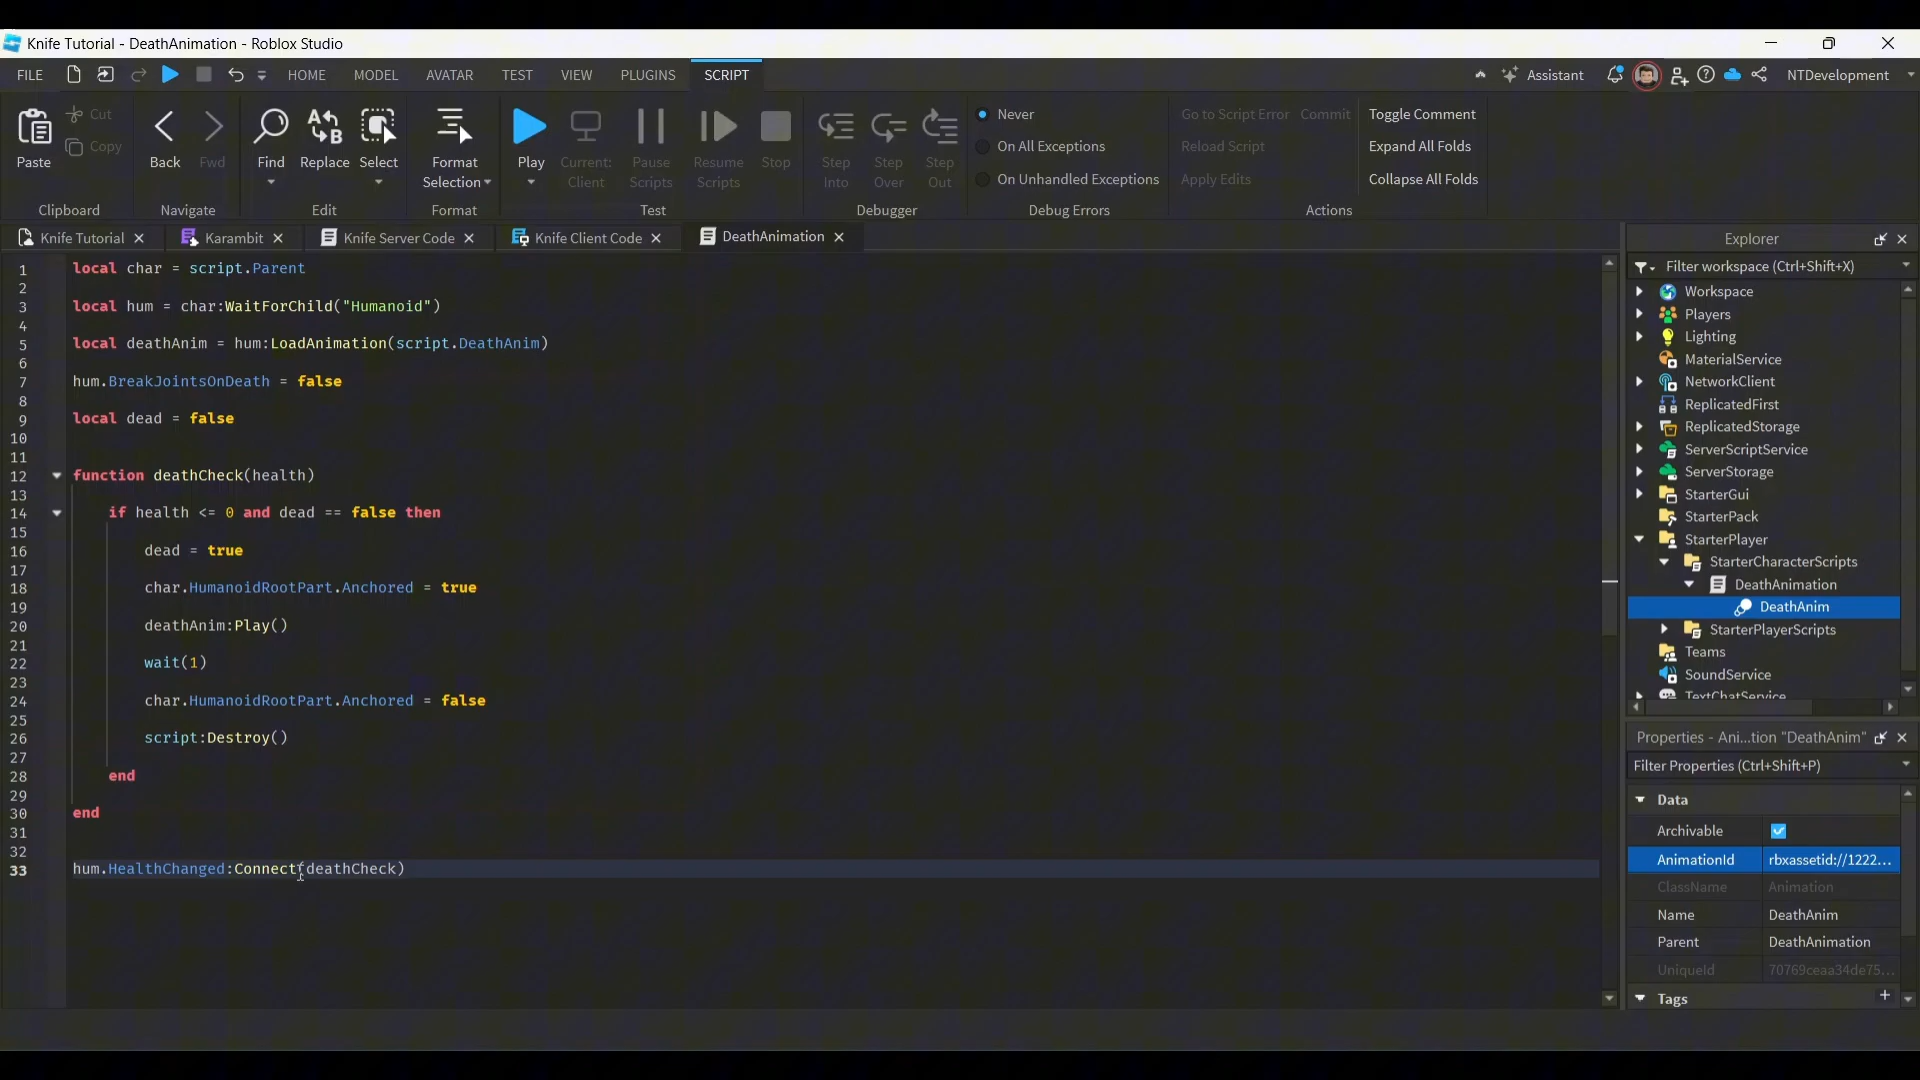 Knife Tutorial - DeathAnimation - Roblox Studio
FILE HOME MODEL AVATAR TEST VIEW PLUGINS SCRIPT Assistant NTDevelopment
Paste Cut Copy Clipboard
Back Fwd Navigate
Find Replace Select Edit
Format Selection Format
Play Current: Client Pause Scripts Resume Scripts Stop Test
Step Into Step Over Step Out Debugger
Never
On All Exceptions
On Unhandled Exceptions
Debug Errors
Go to Script Error Commit
Reload Script
Apply Edits
Toggle Comment
Expand All Folds
Collapse All Folds
Actions
Knife Tutorial Karambit Knife Server Code Knife Client Code DeathAnimation
1 local char = script.Parent
2
3 local hum = char:WaitForChild("Humanoid")
4
5 local deathAnim = hum:LoadAnimation(script.DeathAnim)
6
7 hum.BreakJointsOnDeath = false
8
9 local dead = false
10
11
12 function deathCheck(health)
13
14 if health <= 0 and dead == false then
15
16 dead = true
17
18 char.HumanoidRootPart.Anchored = true
19
20 deathAnim:Play()
21
22 wait(1)
23
24 char.HumanoidRootPart.Anchored = false
25
26 script:Destroy()
27
28 end
29
30 end
31
32
33 hum.HealthChanged:Connect(deathCheck)
Explorer
Filter workspace (Ctrl+Shift+X)
Workspace
Players
Lighting
MaterialService
NetworkClient
ReplicatedFirst
ReplicatedStorage
ServerScriptService
ServerStorage
StarterGui
StarterPack
StarterPlayer
StarterCharacterScripts
DeathAnimation
DeathAnim
StarterPlayerScripts
Teams
SoundService
TextChatService
Properties - Ani...tion "DeathAnim"
Filter Properties (Ctrl+Shift+P)
Data
Archivable
AnimationId rbxassetid://1222...
ClassName Animation
Name DeathAnim
Parent DeathAnimation
UniqueId 70769ceaa34de75...
Tags +